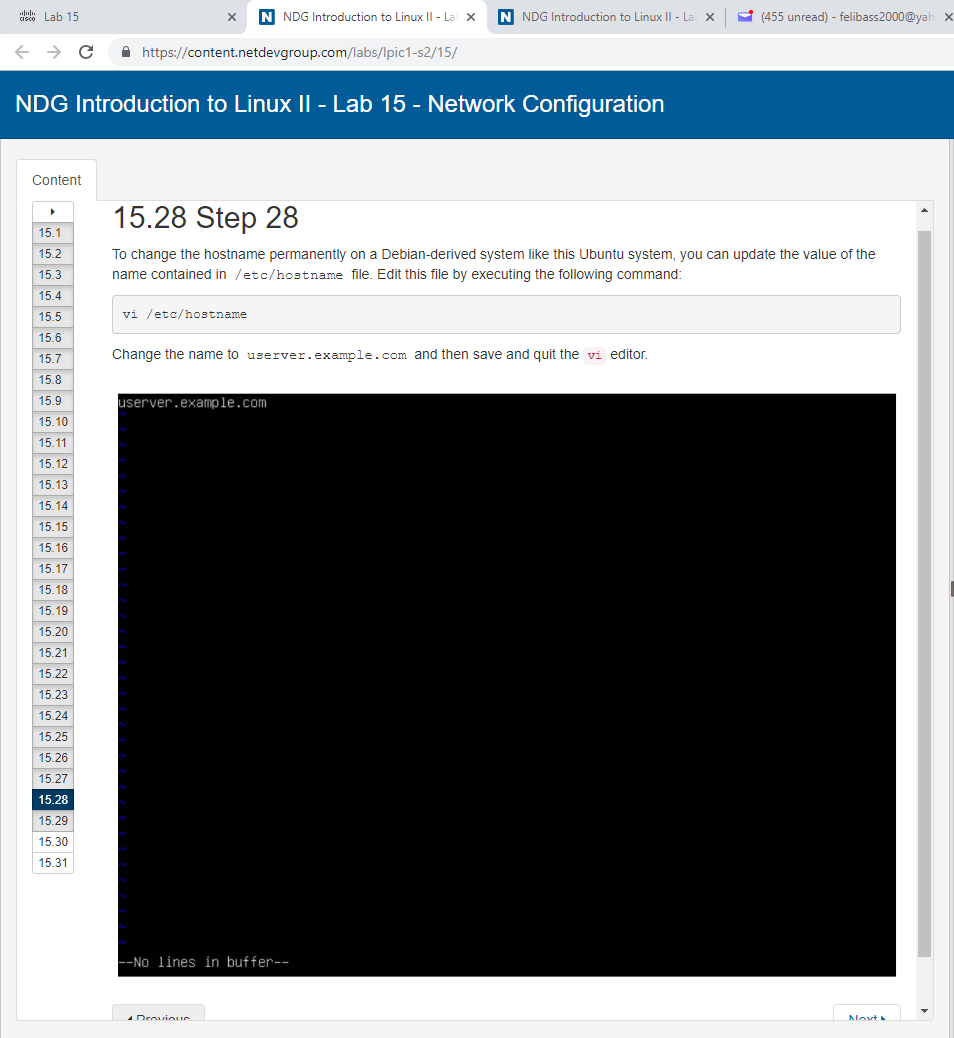 Lab 15
NDG Introduction to Linux II - La
NDG Introduction to Linux II - La
(455 unread) - felibass2000@yah
https://content.netdevgroup.com/labs/lpic1-s2/15/
NDG Introduction to Linux II - Lab 15 - Network Configuration
Content
15.1
15.2
15.3
15.4
15.5
15.6
15.7
15.8
15.9
15.10
15.11
15.12
15.13
15.14
15.15
15.16
15.17
15.18
15.19
15.20
15.21
15.22
15.23
15.24
15.25
15.26
15.27
15.28
15.29
15.30
15.31
15.28 Step 28
To change the hostname permanently on a Debian-derived system like this Ubuntu system, you can update the value of the
name contained in /etc/hostname file. Edit this file by executing the following command:
vi /etc/hostname
Change the name to userver.example.com and then save and quit the vi editor.
userver.example.com
--No lines in buffer--
Previous
Next